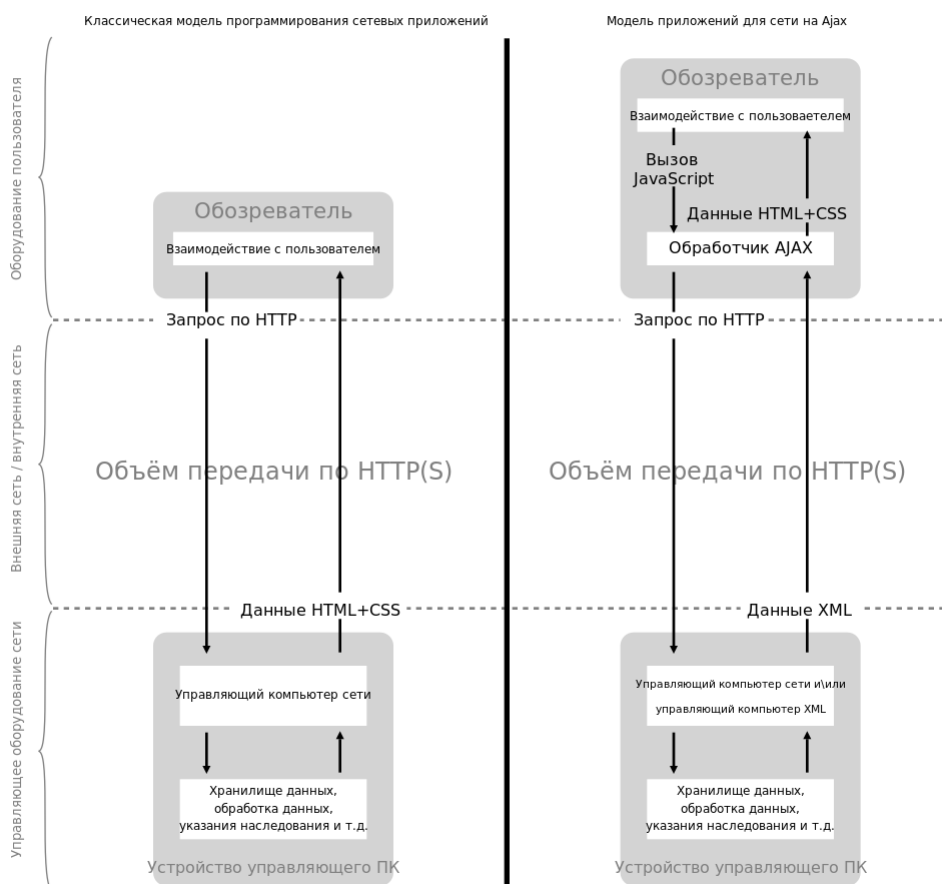 Классическая модель программирования сетевых приложений
Модель приложений для сети на Ajax
Оборудование пользователя
Внешняя сеть / внутренняя сеть
Управляющее оборудование сети
Обозреватель
Взаимодействие с пользователем
Запрос по HTTP
Объём передачи по HTTP(S)
Данные HTML+CSS
Управляющий компьютер сети
Хранилище данных,
обработка данных,
указания наследования и т.д.
Устройство управляющего ПК
Обозреватель
Взаимодействие с пользоваетелем
Вызов
JavaScript
Данные HTML+CSS
Обработчик AJAX
Запрос по HTTP
Объём передачи по HTTP(S)
Данные XML
Управляющий компьютер сети и\или
управляющий компьютер XML
Хранилище данных,
обработка данных,
указания наследования и т.д.
Устройство управляющего ПК